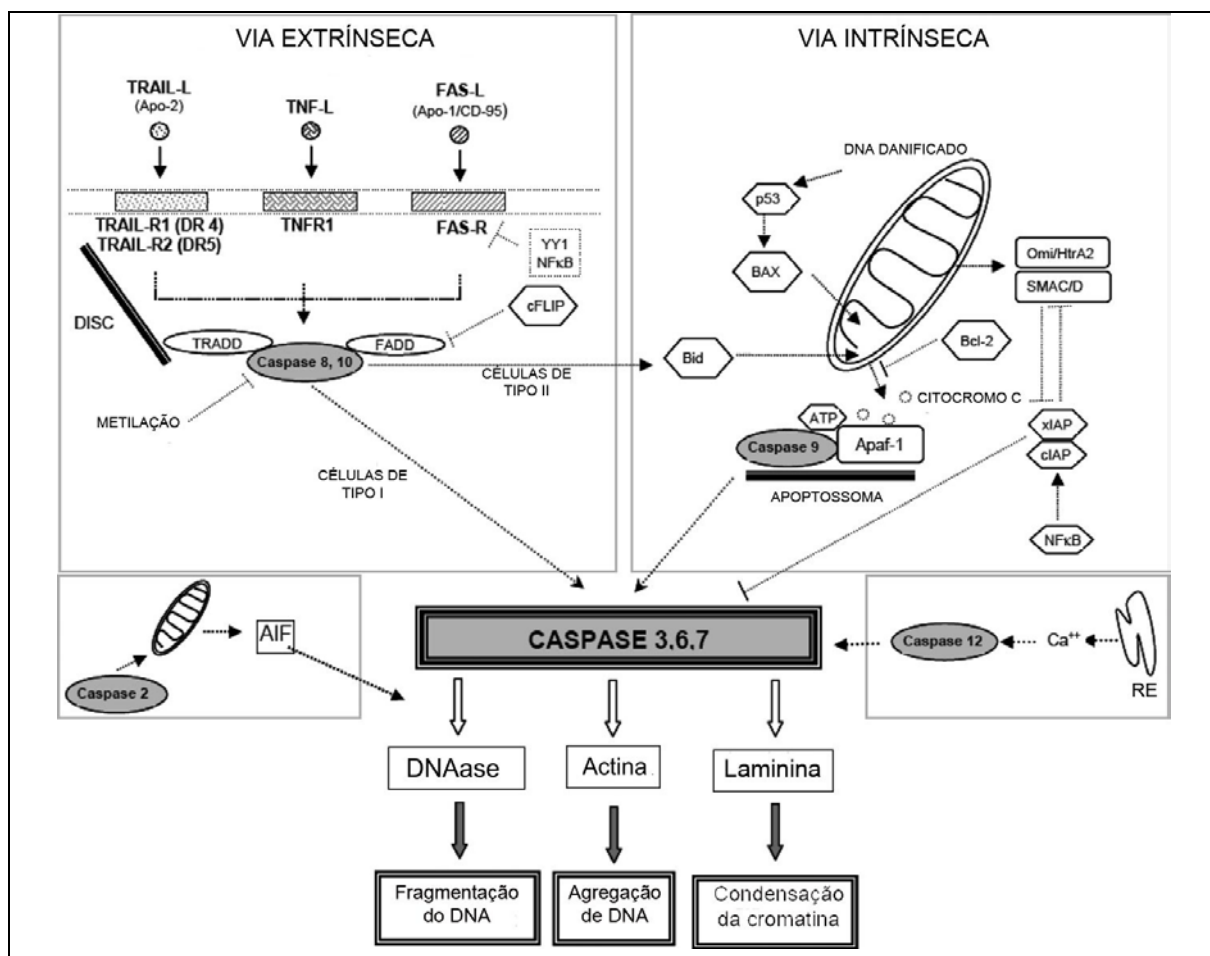 VIA EXTRÍNSECA
TRAIL-L
(Apo-2)
TNF-L
FAS-L
(Apo-1/CD-95)
TRAIL-R1 (DR 4)
TRAIL-R2 (DR5)
TNFR1
FAS-R
YY1
NFκB
cFLIP
DISC
TRADD
FADD
Caspase 8, 10
CÉLULAS DE
TIPO II
METILAÇÃO
CÉLULAS DE
TIPO I
VIA INTRÍNSECA
DNA DANIFICADO
p53
BAX
Omi/HtrA2
SMAC/D
Bid
Bcl-2
CITOCROMO C
ATP
Caspase 9
Apaf-1
APOPTOSSOMA
xIAP
cIAP
NFκB
Caspase 2
AIF
CASPASE 3,6,7
Caspase 12
Ca++
RE
DNAase
Actina
Laminina
Fragmentação
do DNA
Agregação
de DNA
Condensação
da cromatina